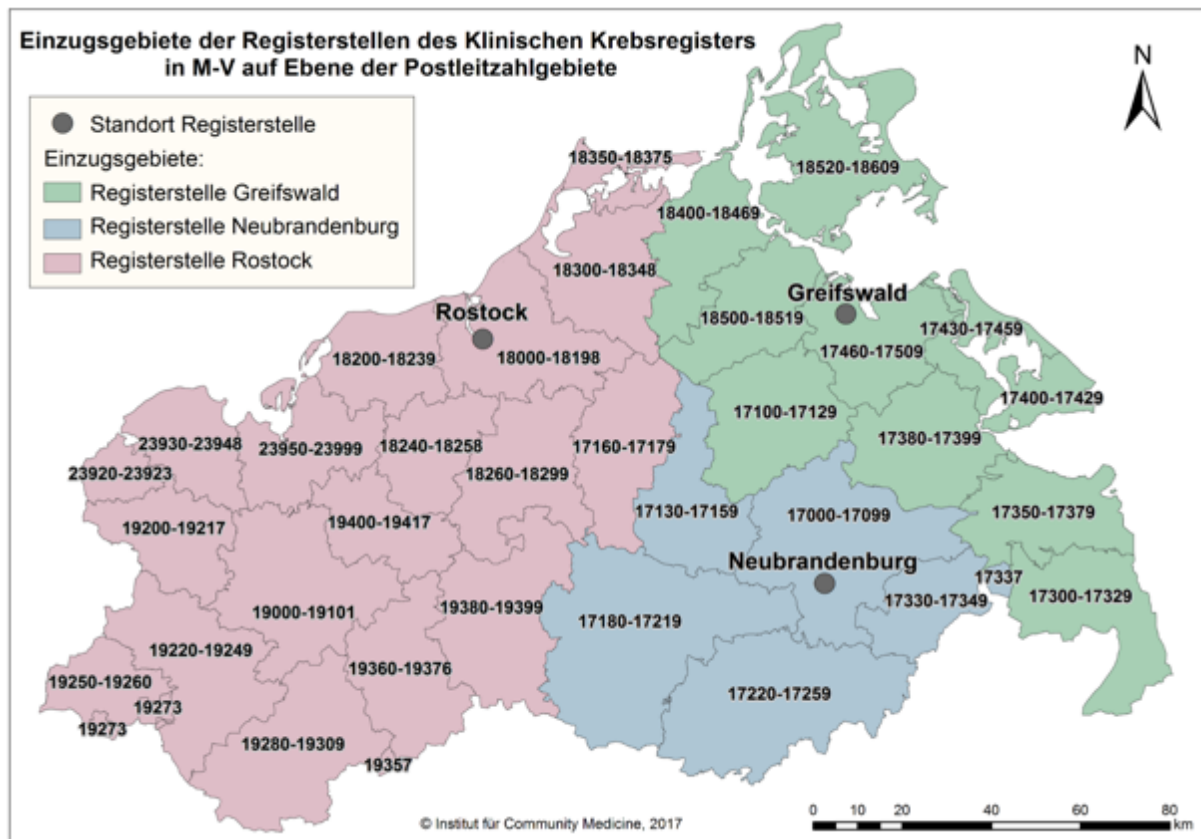 Einzugsgebiete der Registerstellen des Klinischen Krebsregisters
in M-V auf Ebene der Postleitzahlgebiete
N
Standort Registerstelle
Einzugsgebiete:
Registerstelle Greifswald
Registerstelle Neubrandenburg
Registerstelle Rostock
18350-18375
18520-18609
18400-18469
18300-18348
Greifswald
Rostock
18500-18519
17430-17459
18200-18239
18000-18198
17460-17509
17400-17429
17100-17129
23930-23948
23950-23999
18240-18258
17160-17179
17380-17399
23920-23923
18260-18299
19200-19217
19400-19417
17130-17159
17000-17099
17350-17379
Neubrandenburg
17337
19000-19101
19380-19399
17180-17219
17330-17349
17300-17329
19220-19249
19360-19376
19250-19260
17220-17259
19273
19273
19280-19309
19357
© Institut für Community Medicine, 2017
0 10 20 40 60 80
km